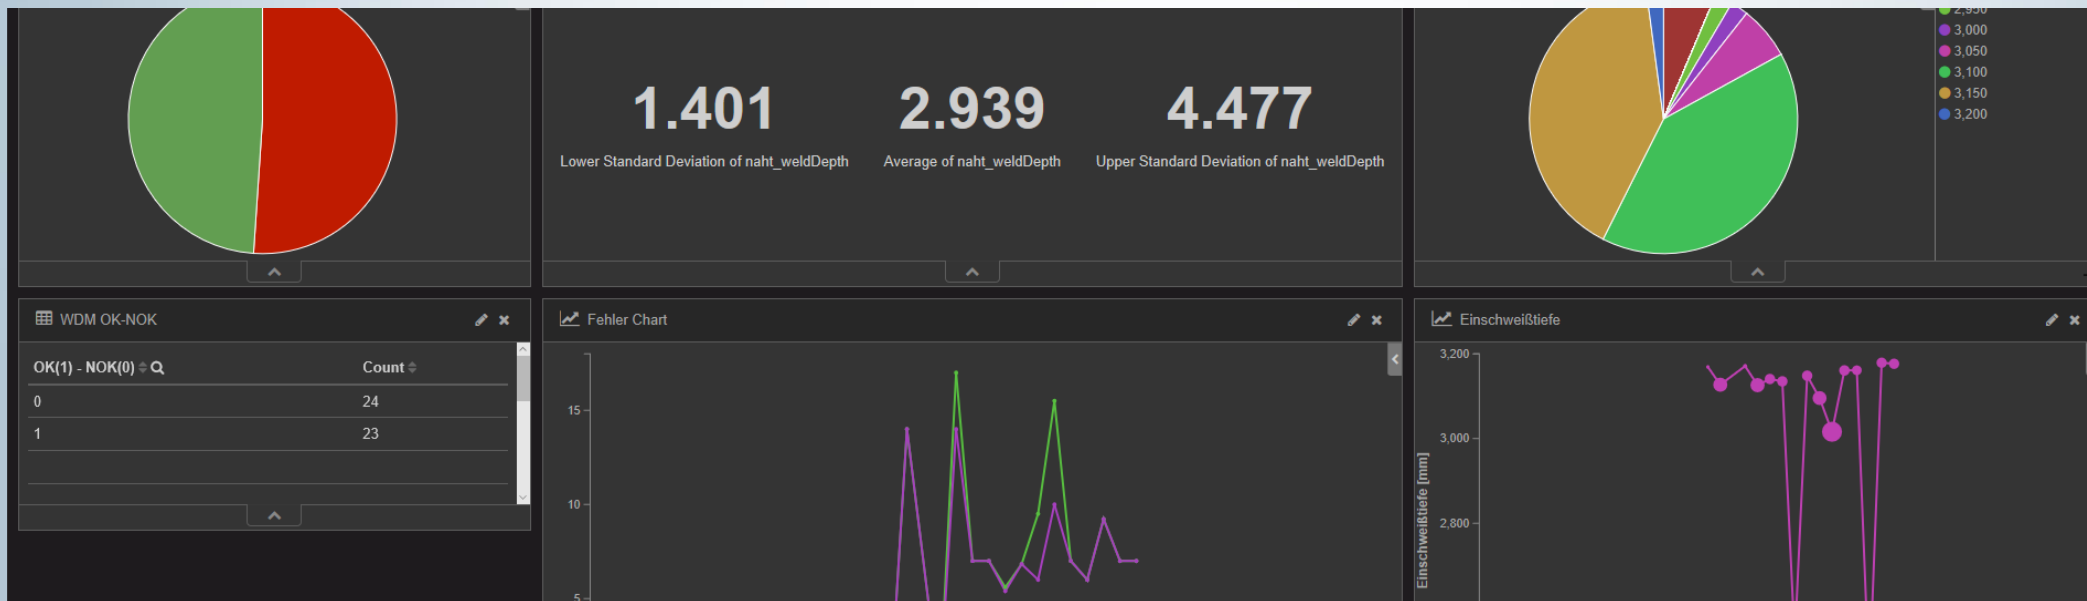 2,950
3,000
3,050
3,100
3,150
3,200
1.401
2.939
4.477
Lower Standard Deviation of naht_weldDepth
Average of naht_weldDepth
Upper Standard Deviation of naht_weldDepth
WDM OK-NOK
OK(1) - NOK(0)
Count
0
24
1
23
Fehler Chart
15
10
5
Einschweißtiefe
3,200
3,000
2,800
Einschweißtiefe [mm]